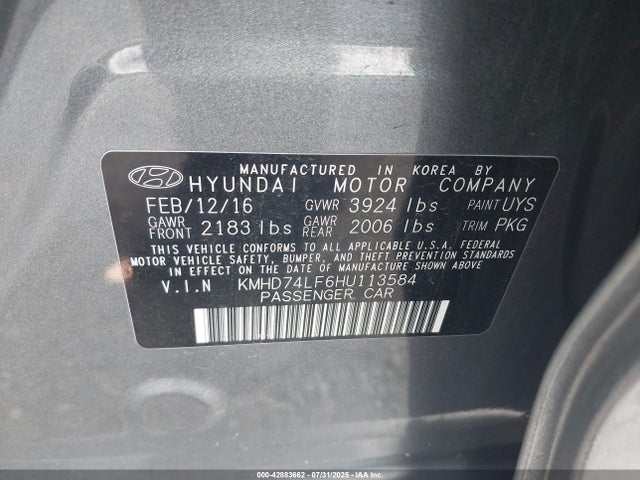 MANUFACTURED IN KOREA BY
HYUNDAI MOTOR COMPANY
FEB/12/16 GVWR 3924 lbs PAINT UYS
GAWR FRONT 2183 lbs GAWR REAR 2006 lbs TRIM PKG
THIS VEHICLE CONFORMS TO ALL APPLICABLE U.S.A. FEDERAL
MOTOR VEHICLE SAFETY, BUMPER, AND THEFT PREVENTION STANDARDS
IN EFFECT ON THE DATE OF MANUFACTURE SHOWN ABOVE.
V.I.N KMHD74LF6HU113584
PASSENGER CAR
000-42883662 - 07/31/2025 - IAA Inc.